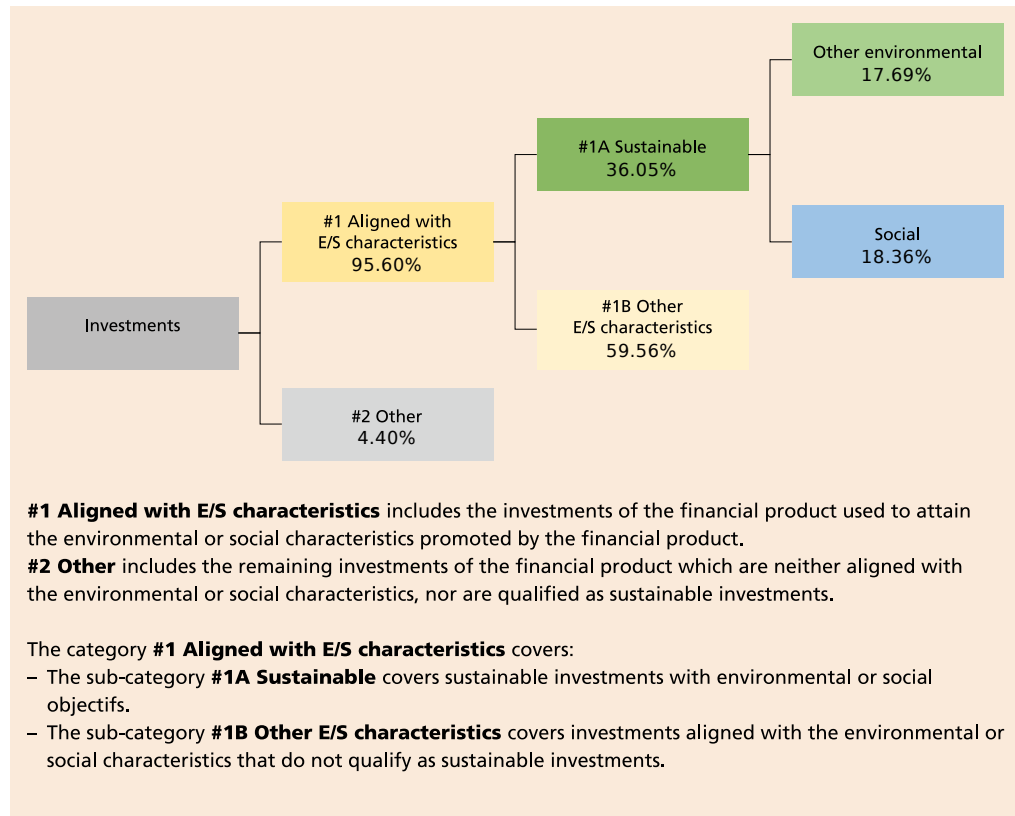 Other environmental
17.69%
#1A Sustainable
36.05%
#1 Aligned with
E/S characteristics
95.60%
Social
18.36%
Investments
#1B Other
E/S characteristics
59.56%
#2 Other
4.40%
#1 Aligned with E/S characteristics includes the investments of the financial product used to attain
the environmental or social characteristics promoted by the financial product.
#2 Other includes the remaining investments of the financial product which are neither aligned with
the environmental or social characteristics, nor are qualified as sustainable investments.
The category #1 Aligned with E/S characteristics covers:
– The sub-category #1A Sustainable covers sustainable investments with environmental or social
objectifs.
– The sub-category #1B Other E/S characteristics covers investments aligned with the environmental or
social characteristics that do not qualify as sustainable investments.